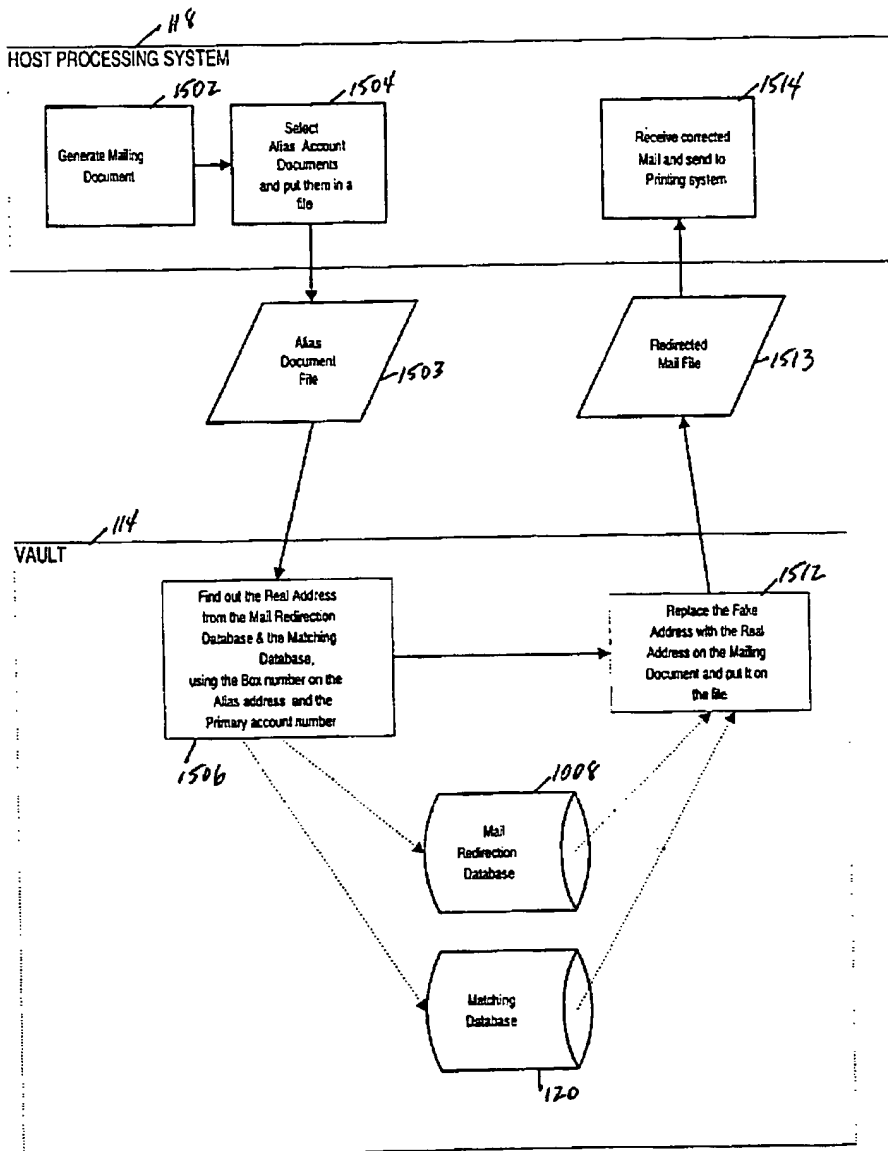 118
HOST PROCESSING SYSTEM
1502
Generate Mailing
Document
1504
Select
Alias Account
Documents
and put them in a
file
1514
Receive corrected
Mail and send to
Printing system
Alias
Document
File
1503
Redirected
Mail File
1513
114
VAULT
Find out the Real Address
from the Mail Redirection
Database & the Matching
Database,
using the Box number on the
Alias address and the
Primary account number
1506
1512
Replace the Fake
Address with the Real
Address on the Mailing
Document and put it on
the file
1008
Mail
Redirection
Database
Matching
Database
120